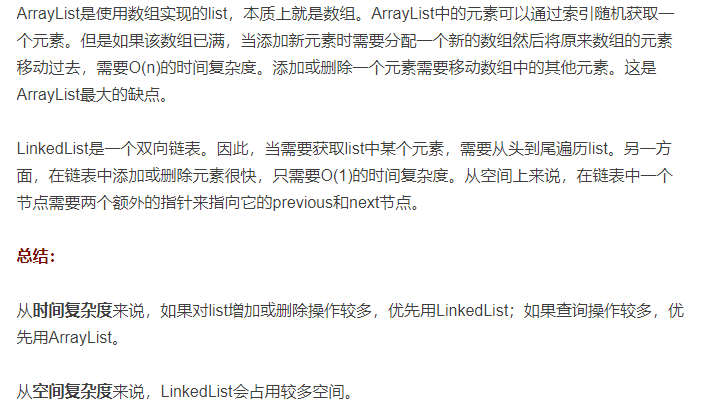 ArrayList是使用数组实现的list，本质上就是数组。ArrayList中的元素可以通过索引随机获取一
个元素。但是如果该数组已满，当添加新元素时需要分配一个新的数组然后将原来数组的元素
移动过去，需要O(n)的时间复杂度。添加或删除一个元素需要移动数组中的其他元素。这是
ArrayList最大的缺点。
LinkedList是一个双向链表。因此，当需要获取list中某个元素，需要从头到尾遍历list。另一方
面，在链表中添加或删除元素很快，只需要O(1)的时间复杂度。从空间上来说，在链表中一个
节点需要两个额外的指针来指向它的previous和next节点。
总结：
从时间复杂度来说，如果对list增加或删除操作较多，优先用LinkedList；如果查询操作较多，优
先用ArrayList。
从空间复杂度来说，LinkedList会占用较多空间。